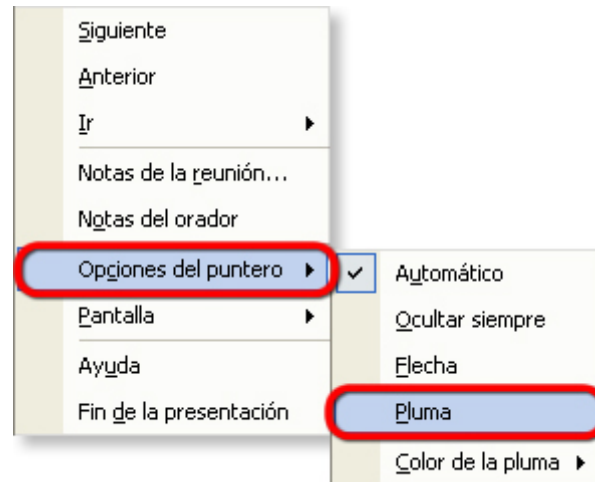 Siguiente
Anterior
Ir
Notas de la reunión...
Notas del orador
Opciones del puntero
Pantalla
Ayuda
Fin de la presentación
Automático
Ocultar siempre
Flecha
Pluma
Color de la pluma